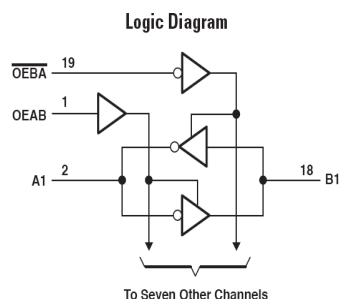 Logic Diagram
OEBA 19
OEAB 1
A1 2
18 B1
To Seven Other Channels